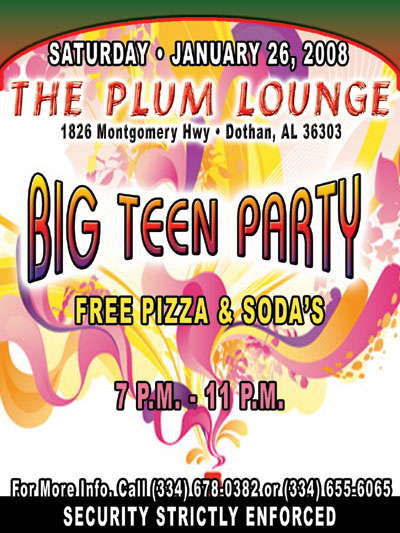 SATURDAY • JANUARY 26, 2008
THE PLUM LOUNGE
1826 Montgomery Hwy • Dothan, AL 36303
BIG TEEN PARTY
FREE PIZZA & SODA'S
7 P.M. - 11 P.M.
For More Info. Call (334) 678-0382 or (334) 655-6065
SECURITY STRICTLY ENFORCED